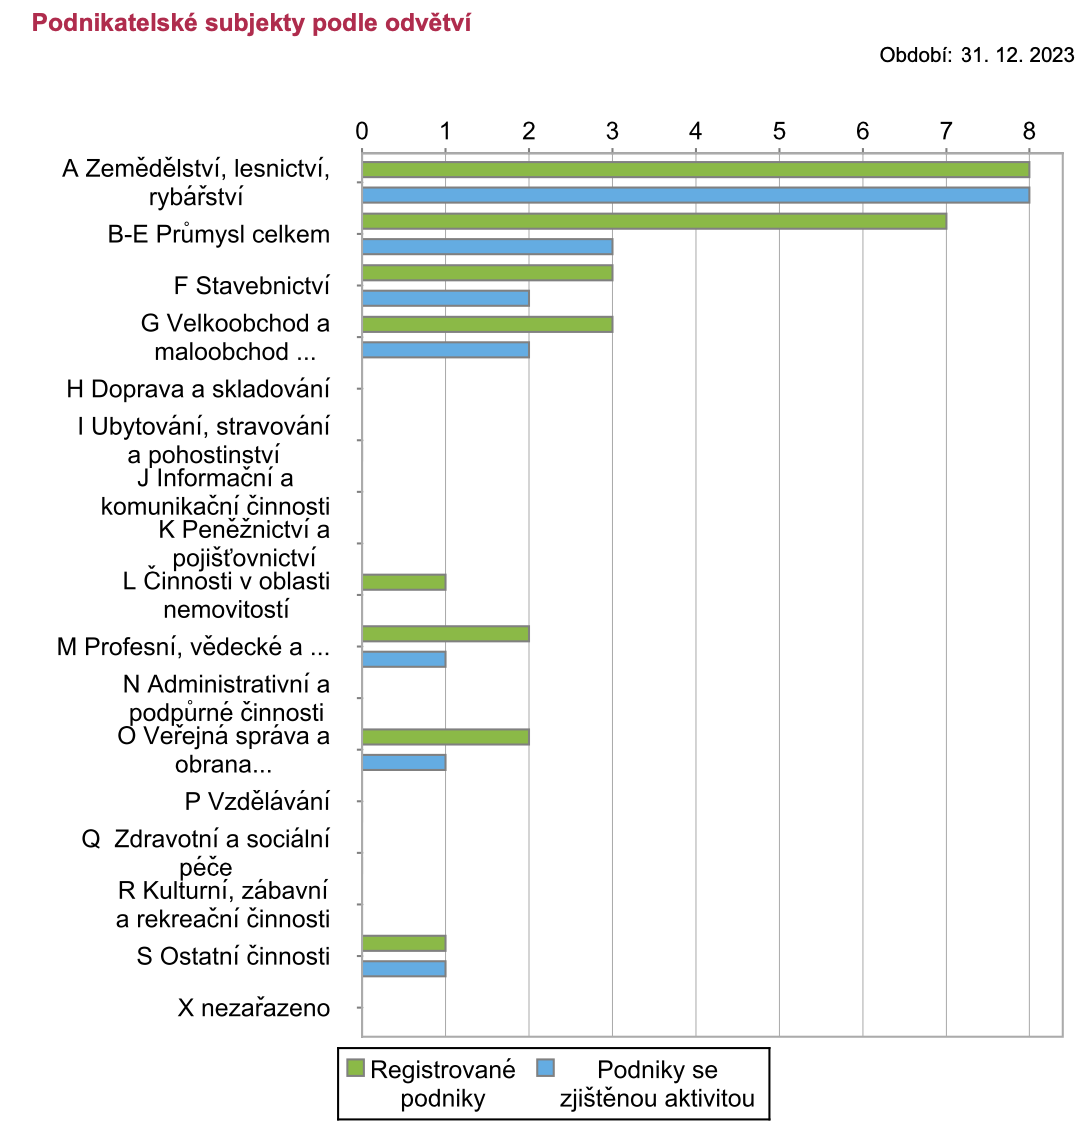 Podnikatelské subjekty podle odvětví
Období: 31. 12. 2023
0 1 2 3 4 5 6 7 8
A Zemědělství, lesnictví,
rybářství
B-E Průmysl celkem
F Stavebnictví
G Velkoobchod a
maloobchod ...
H Doprava a skladování
I Ubytování, stravování
a pohostinství
J Informační a
komunikační činnosti
K Peněžnictví a
pojišťovnictví
L Činnosti v oblasti
nemovitostí
M Profesní, vědecké a ...
N Administrativní a
podpůrné činnosti
O Veřejná správa a
obrana...
P Vzdělávání
Q  Zdravotní a sociální
péče
R Kulturní, zábavní
a rekreační činnosti
S Ostatní činnosti
X nezařazeno
Registrované
podniky
Podniky se
zjištěnou aktivitou